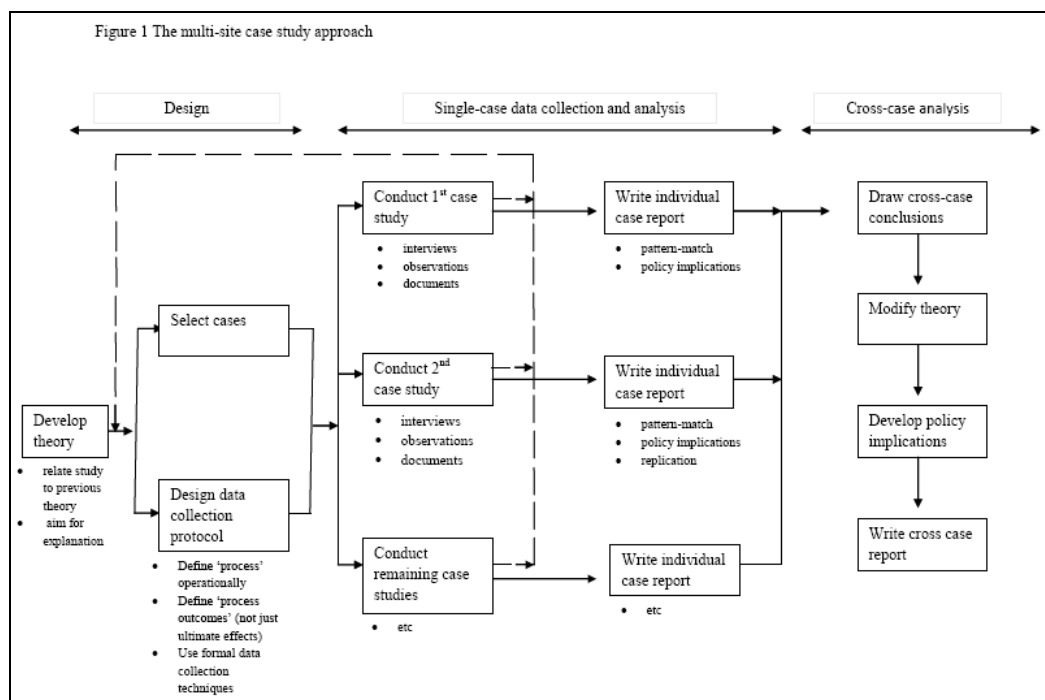 Figure 1 The multi-site case study approach
Design
Single-case data collection and analysis
Cross-case analysis
Develop
theory
• relate study
to previous
theory
• aim for
explanation
Select cases
Design data
collection
protocol
• Define ‘process’
operationally
• Define ‘process
outcomes’ (not just
ultimate effects)
• Use formal data
collection
techniques
Conduct 1st case
study
• interviews
• observations
• documents
Conduct 2nd
case study
• interviews
• observations
• documents
Conduct
remaining case
studies
• etc
Write individual
case report
• pattern-match
• policy implications
Write individual
case report
• pattern-match
• policy implications
• replication
Write individual
case report
• etc
Draw cross-case
conclusions
Modify theory
Develop policy
implications
Write cross case
report